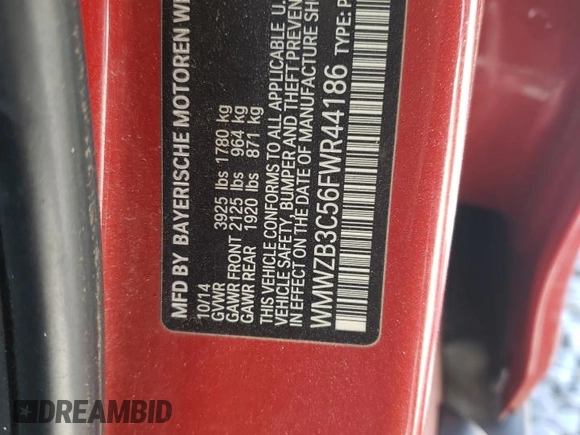 MFD BY BAYERISCHE MOTOREN
10/14
GVWR 3925 lbs 1780 kg
GAWR FRONT 2125 lbs 964 kg
GAWR REAR 1920 lbs 871 kg
THIS VEHICLE CONFORMS TO ALL APPLICABLE U.
VEHICLE SAFETY, BUMPER AND THEFT PREVEN
IN EFFECT ON THE DATE OF MANUFACTURE SHO
WMWZB3C56FWR44186 TYPE: P
DREAMBID